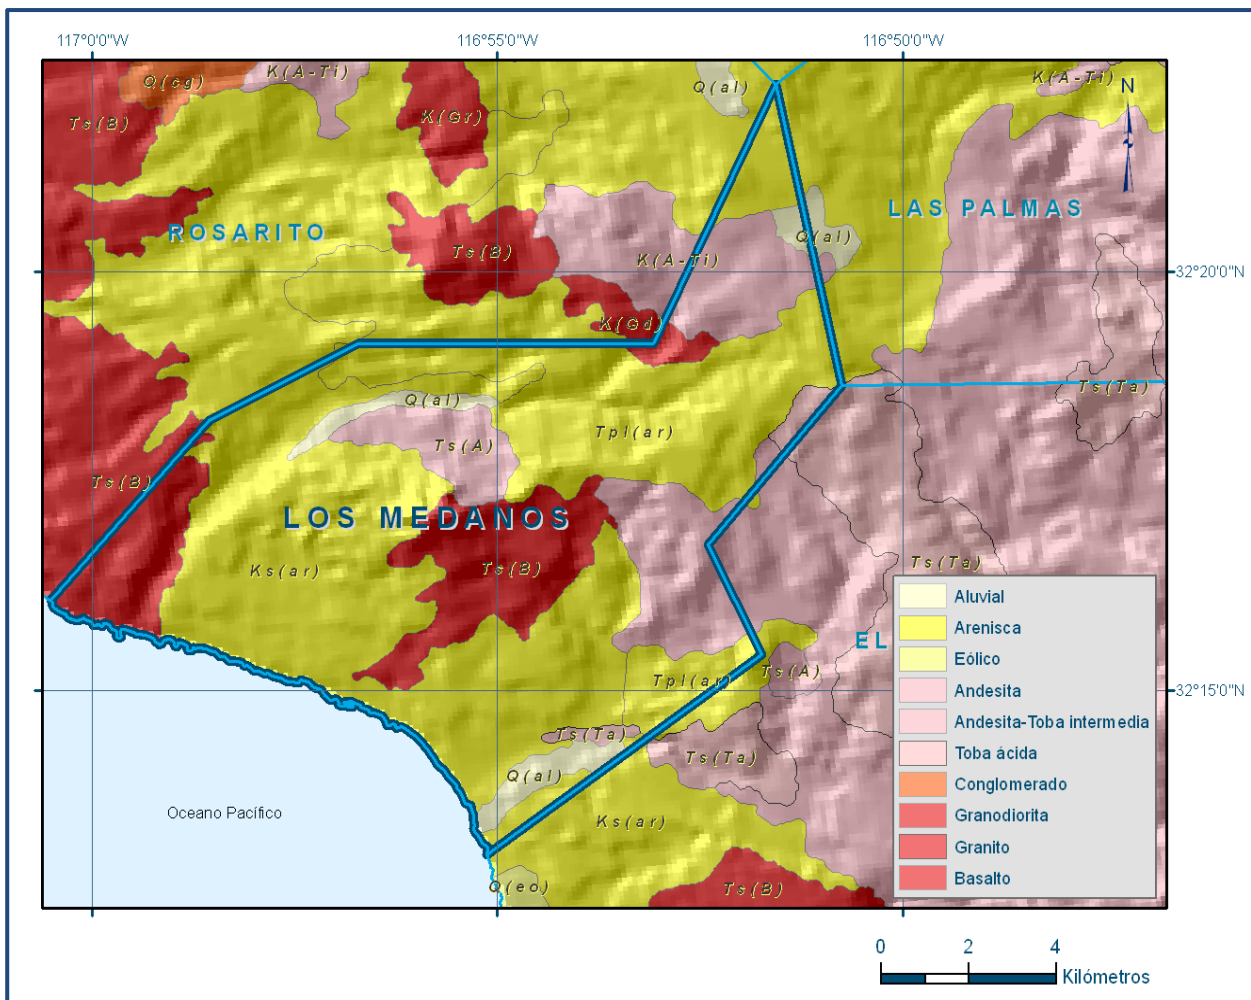 117°0'0"W
116°55'0"W
116°50'0"W
Q(cg)
K(A-Ti)
K(A-Ti)
Q(al)
N
Ts(B)
K(Gr)
ROSARITO
LAS PALMAS
Ts(B)
Q(al)
K(A-Ti)
32°20'0"N
K(Gd)
Ts(Ta)
Q(al)
Tpl(ar)
Ts(A)
Ts(B)
LOS MEDANOS
Ks(ar)
Ts(B)
Ts(Ta)
EL
Ts(A)
Tpl(ar)
32°15'0"N
Ts(Ta)
Ts(Ta)
Q(al)
Oceano Pacífico
Ks(ar)
Q(eo)
Ts(B)
Aluvial
Arenisca
Eólico
Andesita
Andesita-Toba intermedia
Toba ácida
Conglomerado
Granodiorita
Granito
Basalto
0 2 4
Kilómetros